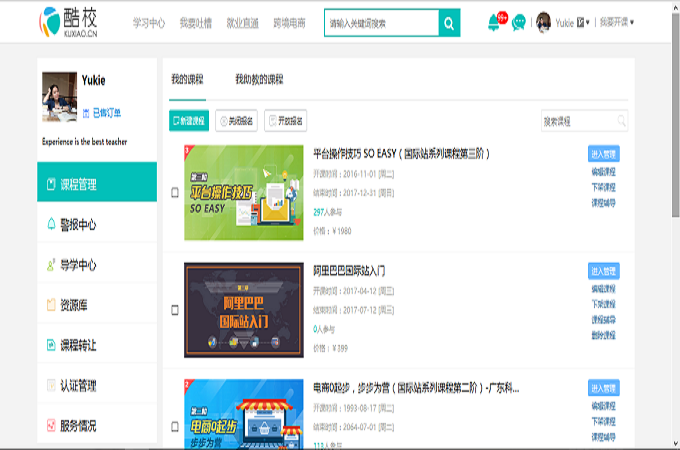 酷校
KUXIAO.CN
学习中心 我要吐槽 就业直通 跨境电商
请输入关键词搜索
99+
Yukie
我要开课
Yukie
已售订单
Experience is the best teacher
课程管理
警报中心
导学中心
资源库
课程转让
认证管理
服务情况
我的课程 我助教的课程
新建课程 关闭报名 开放报名
搜索课程
第三阶
平台操作技巧
SO EASY
平台操作技巧 SO EASY（国际站系列课程第三阶）
开课时间：2016-11-01 [周二]
结束时间：2017-12-31 [周日]
297人参与
价格：￥1980
进入管理
编辑课程
下架课程
课程辅导
第二阶
阿里巴巴
国际站入门
阿里巴巴国际站入门
开课时间：2017-04-12 [周三]
结束时间：2017-07-12 [周三]
0人参与
价格：￥399
进入管理
编辑课程
下架课程
课程辅导
删除课程
第二阶
电商0起步
步步为营
电商0起步，步步为营（国际站系列课程第二阶）-广东科...
开课时间：1993-08-17 [周二]
结束时间：2064-07-01 [周二]
113人参与
进入管理
编辑课程
下架课程
课程辅导